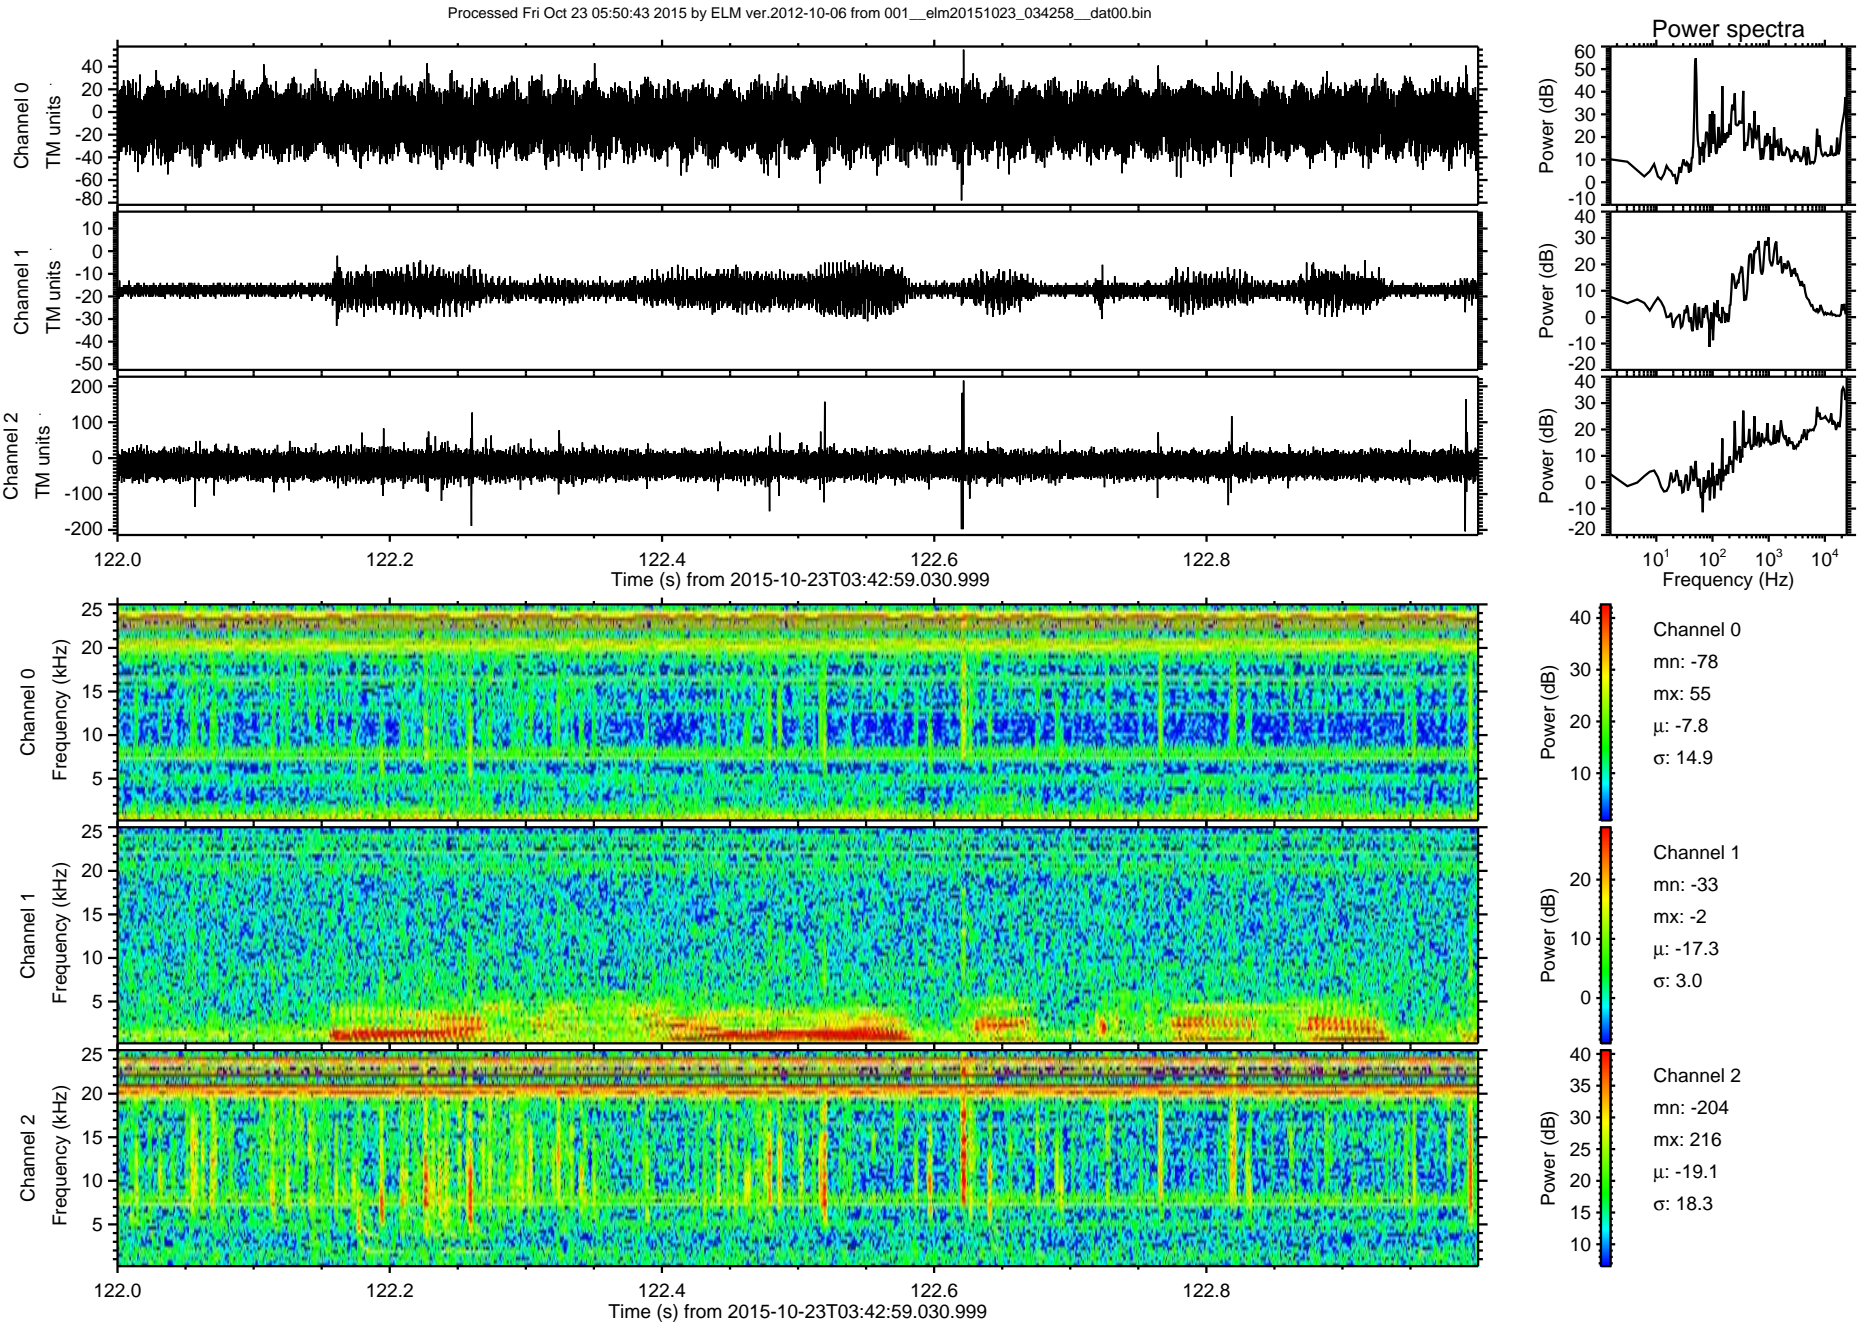 Processed Fri Oct 23 05:50:43 2015 by ELM ver.2012-10-06 from 001__elm20151023_034258__dat00.bin
Power spectra
Channel 0
TM units
40
20
0
-20
-40
-60
-80
Power (dB)
60
50
40
30
20
10
0
-10
Channel 1
TM units
10
0
-10
-20
-30
-40
-50
Power (dB)
40
30
20
10
0
-10
-20
Channel 2
TM units
200
100
0
-100
-200
Power (dB)
40
30
20
10
0
-10
-20
122.0 122.2 122.4 122.6 122.8
Time (s) from 2015-10-23T03:42:59.030.999
10^1 10^2 10^3 10^4
Frequency (Hz)
Channel 0
Frequency (kHz)
25
20
15
10
5
Power (dB)
40
30
20
10
Channel 0
mn: -78
mx: 55
μ: -7.8
σ: 14.9
Channel 1
Frequency (kHz)
25
20
15
10
5
Power (dB)
20
10
0
Channel 1
mn: -33
mx: -2
μ: -17.3
σ: 3.0
Channel 2
Frequency (kHz)
25
20
15
10
5
Power (dB)
40
35
30
25
20
15
10
Channel 2
mn: -204
mx: 216
μ: -19.1
σ: 18.3
122.0 122.2 122.4 122.6 122.8
Time (s) from 2015-10-23T03:42:59.030.999